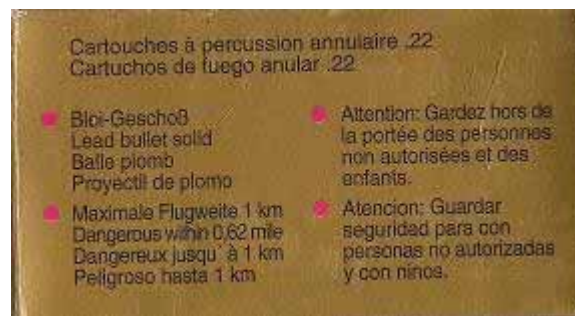 Cartouches à percussion annulaire .22
Cartuchos de fuego anular .22
Bloi-Geschoß
Lead bullet solid
Balle plomb
Proyectil de plomo
Maximale Flugweite 1 km
Dangerous within 0,62 mile
Dangereux jusqu' à 1 km
Peligroso hasta 1 km
Attention: Gardez hors de
la portée des personnes
non autorisées et des
enfants.
Atencion: Guardar
seguridad para con
personas no autorizadas
y con ninos.